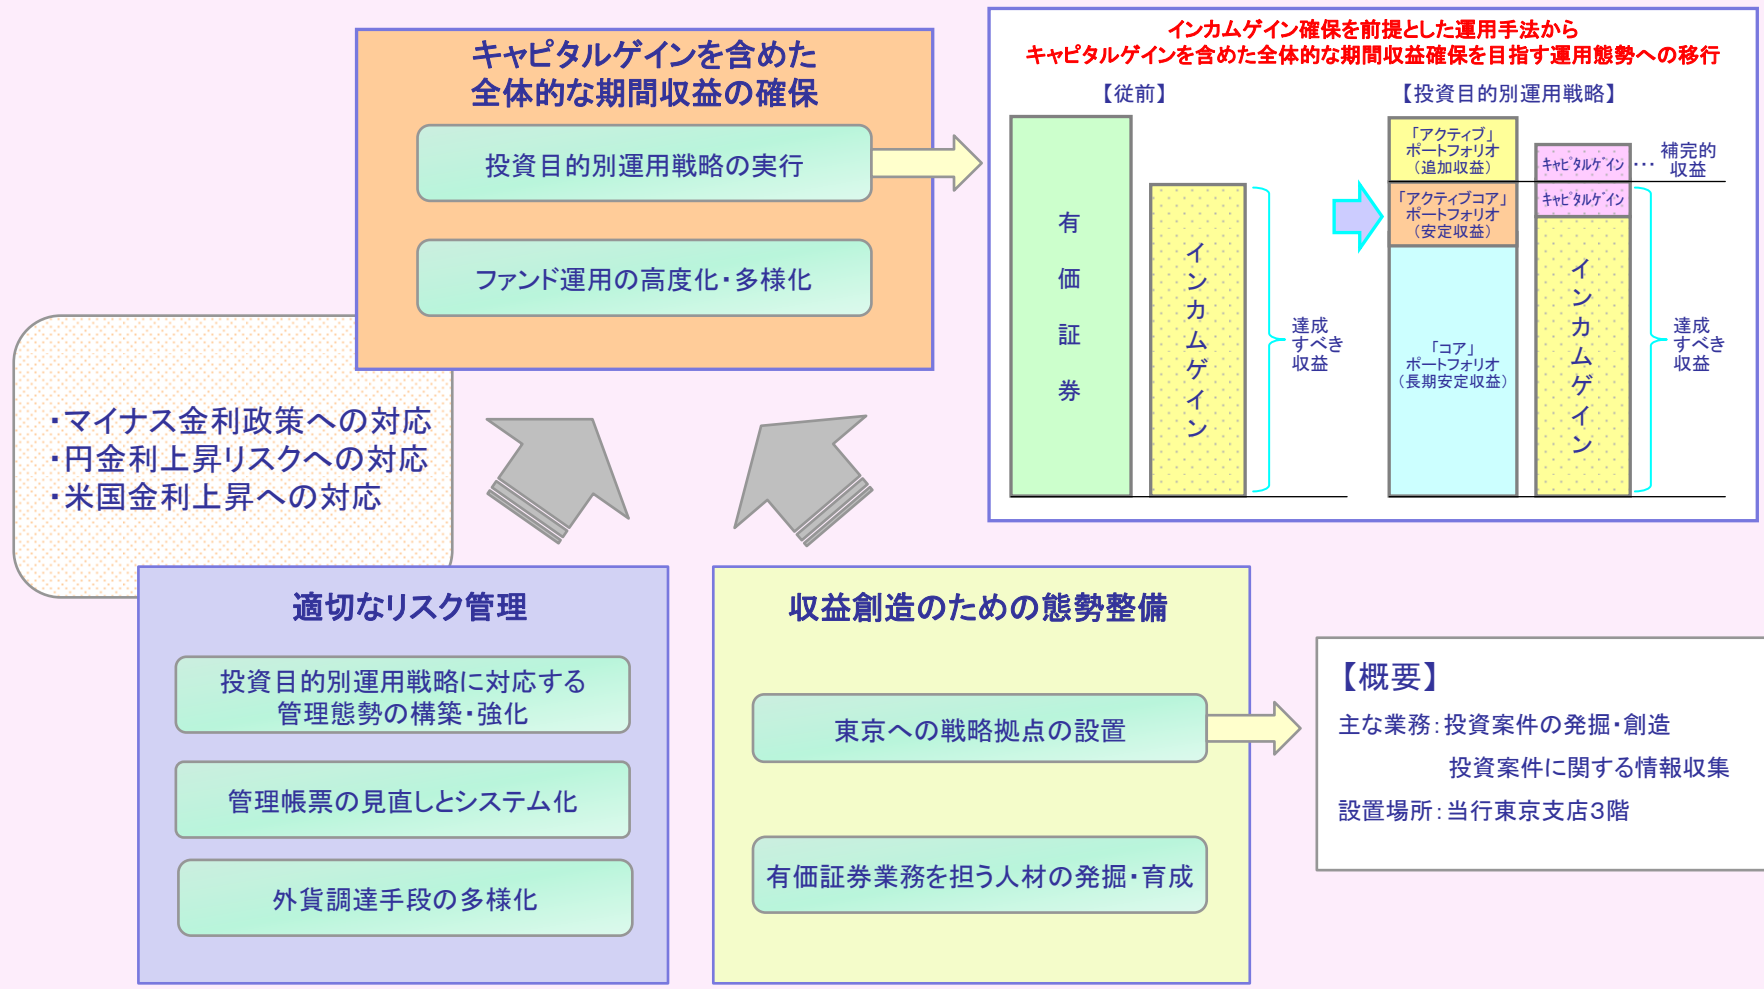 キャピタルゲインを含めた
全体的な期間収益の確保
投資目的別運用戦略の実行
ファンド運用の高度化・多様化
インカムゲイン確保を前提とした運用手法から
キャピタルゲインを含めた全体的な期間収益確保を目指す運用態勢への移行
【従前】
有価証券
インカムゲイン
達成
すべき
収益
【投資目的別運用戦略】
「アクティブ」
ポートフォリオ
（追加収益）
「アクティブコア」
ポートフォリオ
（安定収益）
「コア」
ポートフォリオ
（長期安定収益）
キャピタルゲイン
… 補完的
収益
キャピタルゲイン
インカムゲイン
達成
すべき
収益
・マイナス金利政策への対応
・円金利上昇リスクへの対応
・米国金利上昇への対応
適切なリスク管理
投資目的別運用戦略に対応する
管理態勢の構築・強化
管理帳票の見直しとシステム化
外貨調達手段の多様化
収益創造のための態勢整備
東京への戦略拠点の設置
有価証券業務を担う人材の発掘・育成
【概要】
主な業務：投資案件の発掘・創造
投資案件に関する情報収集
設置場所：当行東京支店3階